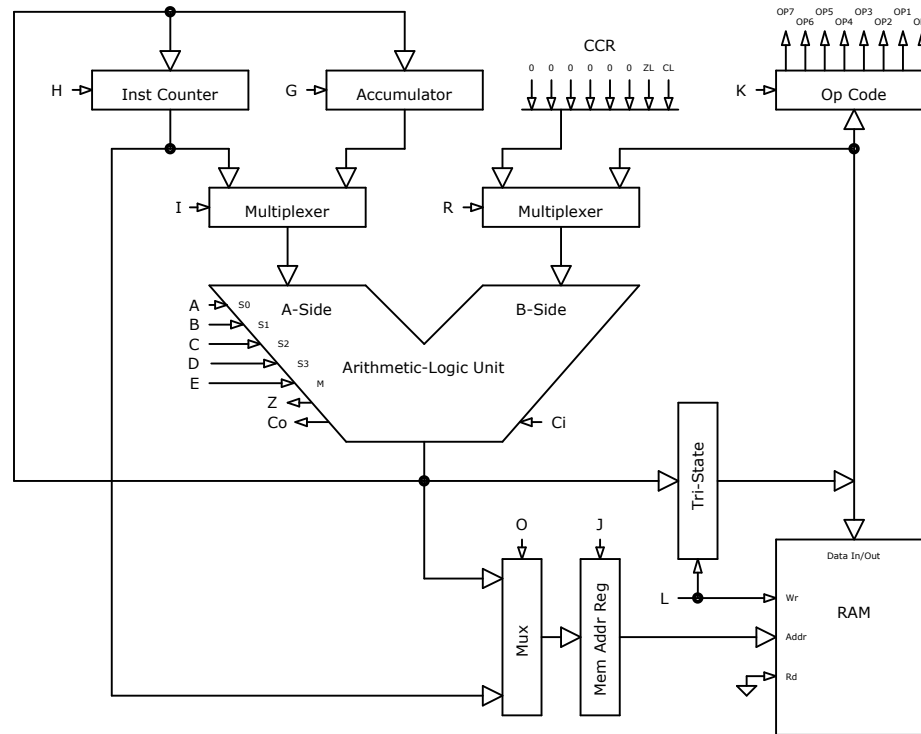 OP7 OP5 OP3 OP1
OP6 OP4 OP2
CCR
0 0 0 0 0 0 ZL CL
H Inst Counter
G Accumulator
K Op Code
I Multiplexer
R Multiplexer
A S0 A-Side
B-Side
B S1
C S2
D S3
E M
Arithmetic-Logic Unit
Z
Co
Ci
Tri-State
O
J
Mux
Mem Addr Reg
L
Data In/Out
Wr
RAM
Addr
Rd